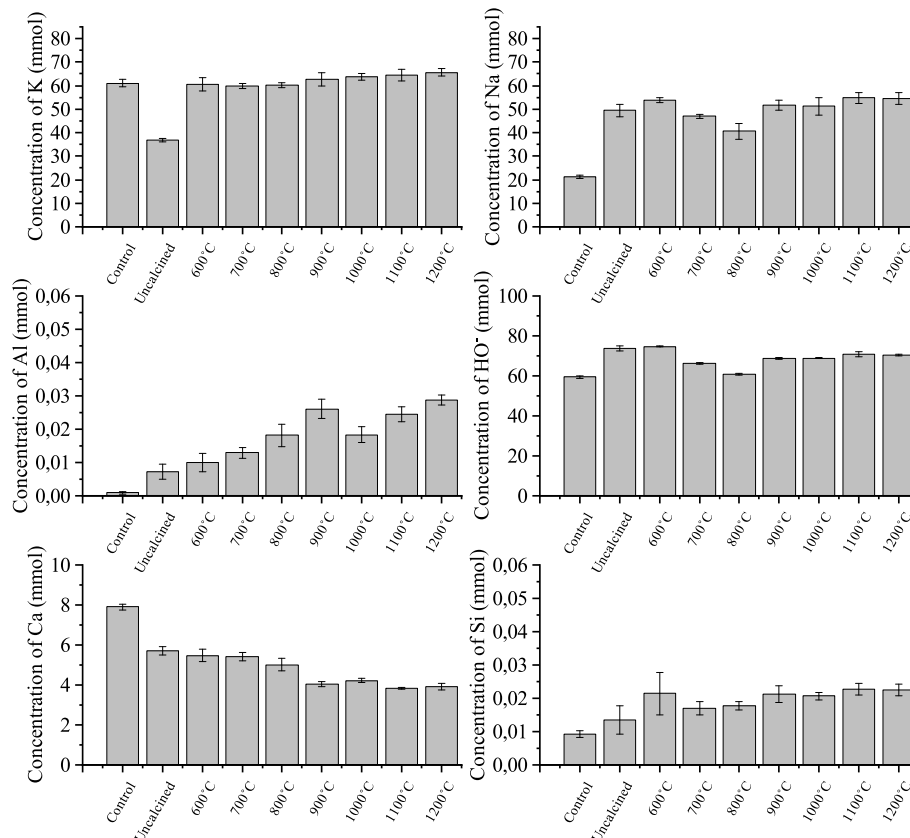 Concentration of K (mmol)
80
70
60
50
40
30
20
10
0
Control
Uncalcined
600°C
700°C
800°C
900°C
1000°C
1100°C
1200°C
Concentration of Na (mmol)
80
70
60
50
40
30
20
10
0
Control
Uncalcined
600°C
700°C
800°C
900°C
1000°C
1100°C
1200°C
Concentration of Al (mmol)
0,06
0,05
0,04
0,03
0,02
0,01
0,00
Control
Uncalcined
600°C
700°C
800°C
900°C
1000°C
1100°C
1200°C
Concentration of HO⁻ (mmol)
100
80
60
40
20
0
Control
Uncalcined
600°C
700°C
800°C
900°C
1000°C
1100°C
1200°C
Concentration of Ca (mmol)
10
8
6
4
2
0
Control
Uncalcined
600°C
700°C
800°C
900°C
1000°C
1100°C
1200°C
Concentration of Si (mmol)
0,06
0,05
0,04
0,03
0,02
0,01
0,00
Control
Uncalcined
600°C
700°C
800°C
900°C
1000°C
1100°C
1200°C